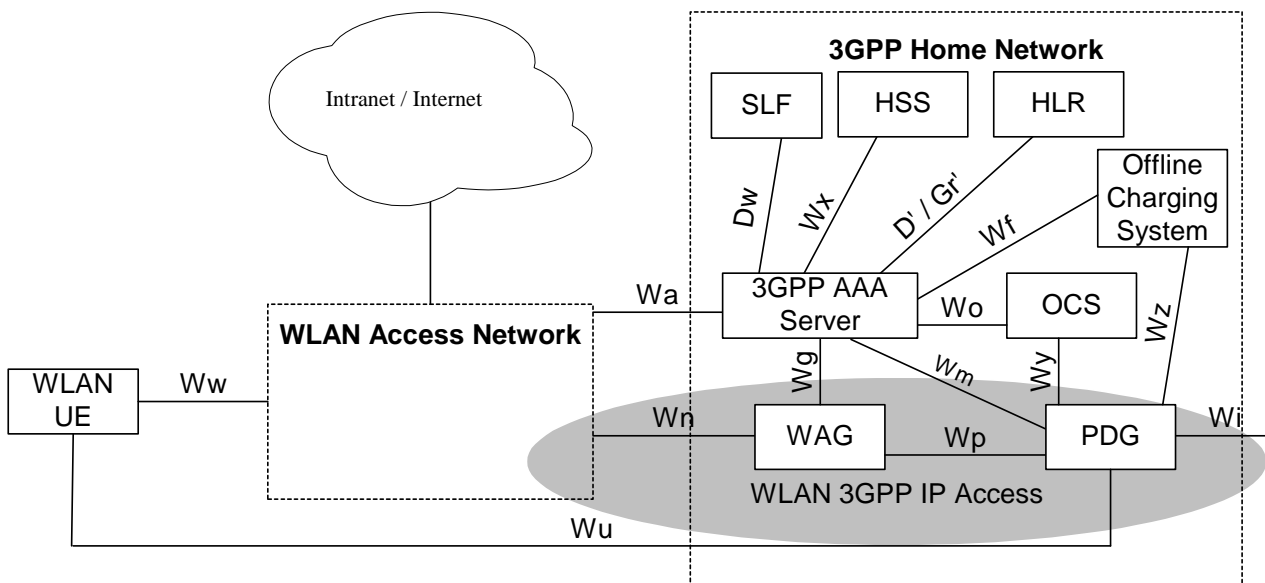 3GPP Home Network
Intranet / Internet
SLF
HSS
HLR
Offline
Charging
System
Dw
Wx
D' / Gr'
Wf
Wa
3GPP AAA
Server
Wo
OCS
Wz
WLAN Access Network
WLAN
UE
Ww
Wg
Wm
Wy
Wn
WAG
Wp
PDG
Wi
WLAN 3GPP IP Access
Wu